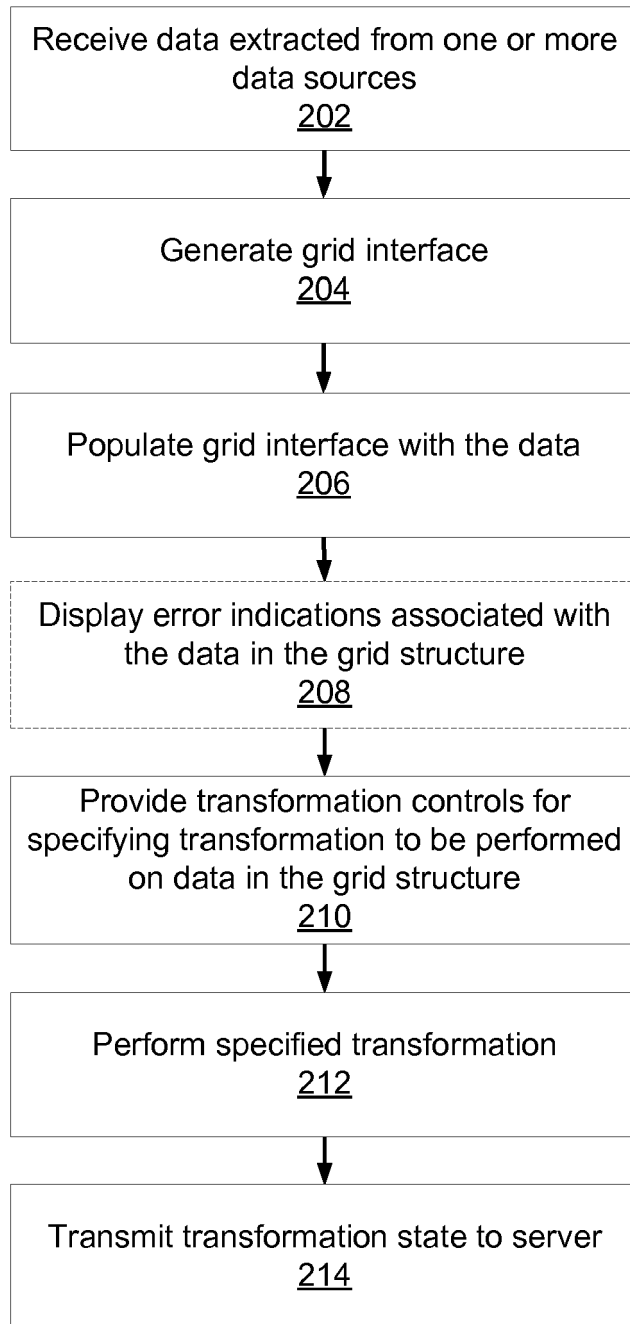 Receive data extracted from one or more
data sources
202
Generate grid interface
204
Populate grid interface with the data
206
Display error indications associated with
the data in the grid structure
208
Provide transformation controls for
specifying transformation to be performed
on data in the grid structure
210
Perform specified transformation
212
Transmit transformation state to server
214